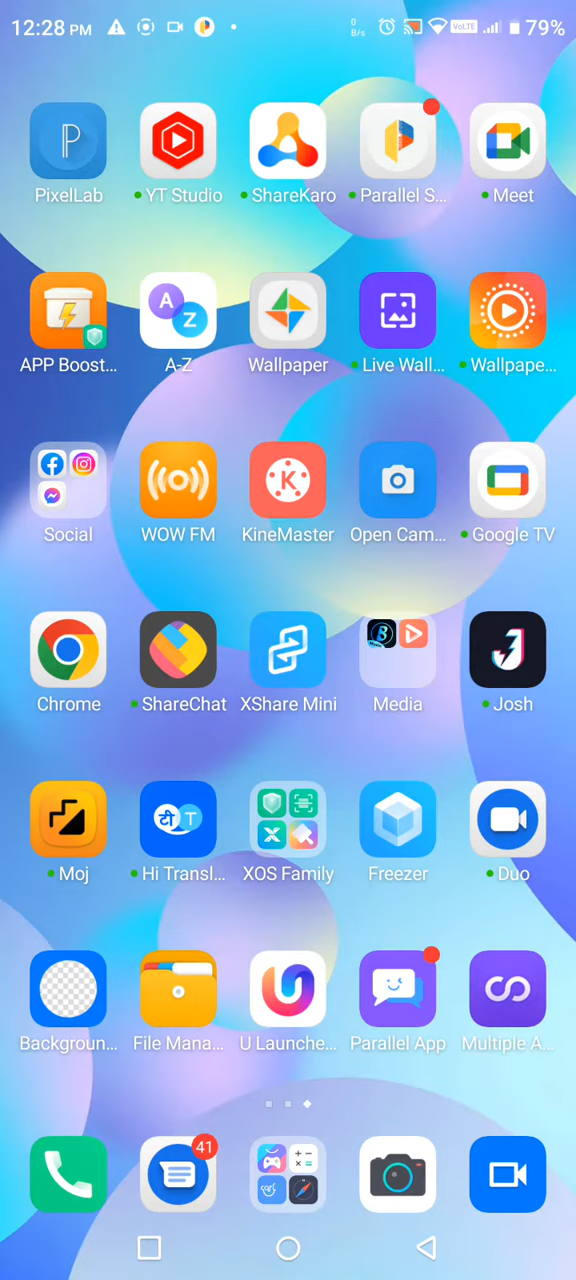 12:28 PM 0 B/s VoLTE 79%
PixelLab YT Studio ShareKaro Parallel S... Meet
A Z
APP Boost... A-Z Wallpaper Live Wall... Wallpape...
Social WOW FM KineMaster Open Cam... Google TV
Chrome ShareChat XShare Mini Media Josh
टी T
Moj Hi Transl... XOS Family Freezer Duo
Backgroun... File Mana... U Launche... Parallel App Multiple A...
41